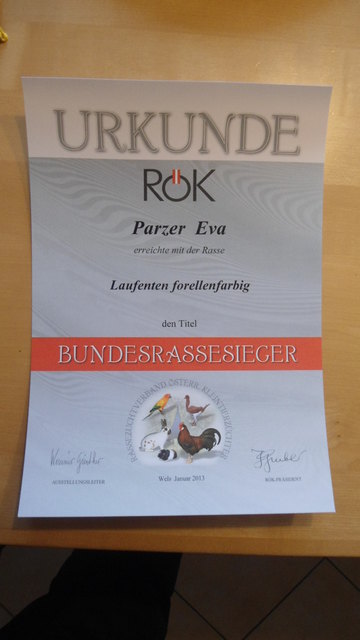 URKUNDE
RÖK
Parzer Eva
erreichte mit der Rasse
Laufenten forellenfarbig
den Titel
BUNDESRASSESIEGER
RASSEZUCHTVERBAND ÖSTERR. KLEINTIERZÜCHTER
Wels Januar 2013
AUSSTELLUNGSLEITER
RÖK-PRÄSIDENT